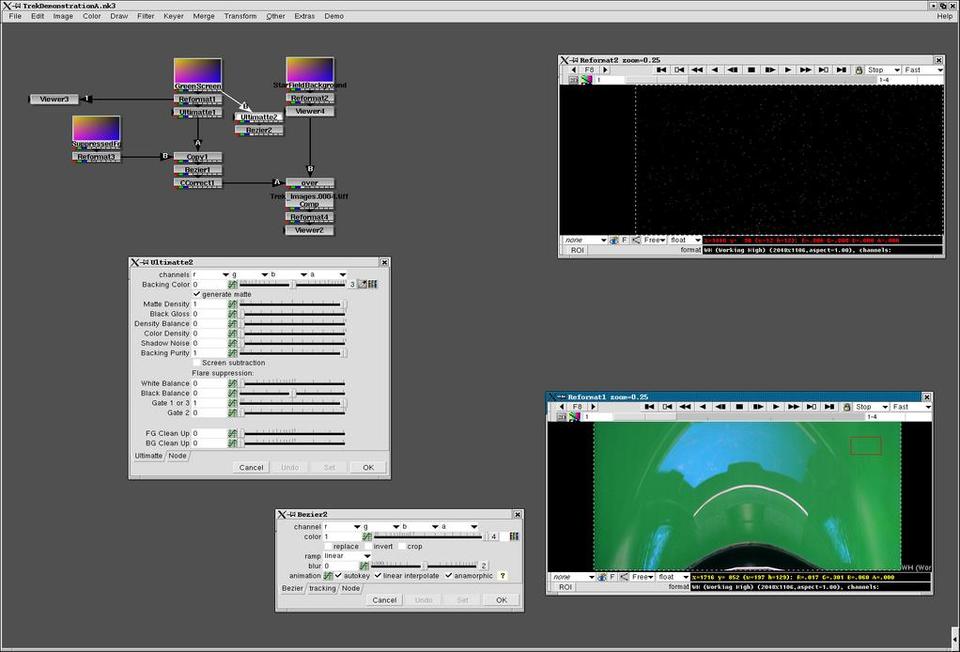 TrekDemonstrationA.nk3
File Edit Image Color Draw Filter Keyer Merge Transform Other Extras Demo Help
GreenScreen
Reformat1
Ultimatte1
StarFieldBackground
Reformat2
Viewer4
Viewer3
1
Ultimatte2
Bezier2
Reformat3
A
B
Copy1
Bezier1
CCorrect1
B
A
over
Trek_Images.0004.tiff
Comp
Reformat4
Viewer2
Reformat2 zoom=0.25
F8 Stop Fast
1 1-4
none F Free float
ROI format WH (Working High) (2048x1106,aspect=1.00), channels:
Ultimatte2
channels r g b a
Backing Color 0 3
generate matte
Matte Density 1
Black Gloss 0
Density Balance 0
Color Density 0
Shadow Noise 0
Backing Purity 1
Screen subtraction
Flare suppression:
White Balance 0
Black Balance 0
Gate 1 or 3 1
Gate 2 0
FG Clean Up 0
BG Clean Up 0
Ultimatte Node
Cancel Undo Set OK
Reformat1 zoom=0.25
F8 Stop Fast
1 1-4
WH (Wor
none F Free float x=1716 y= 852 (w=197 h=129): R=.017 G=.301 B=.060 A=.000
ROI format WH (Working High) (2048x1106,aspect=1.00), channels:
Bezier2
channel r g b a
color 1 4
replace invert crop
ramp linear
blur 0 2
animation autokey linear interpolate anamorphic ?
Bezier tracking Node
Cancel Undo Set OK